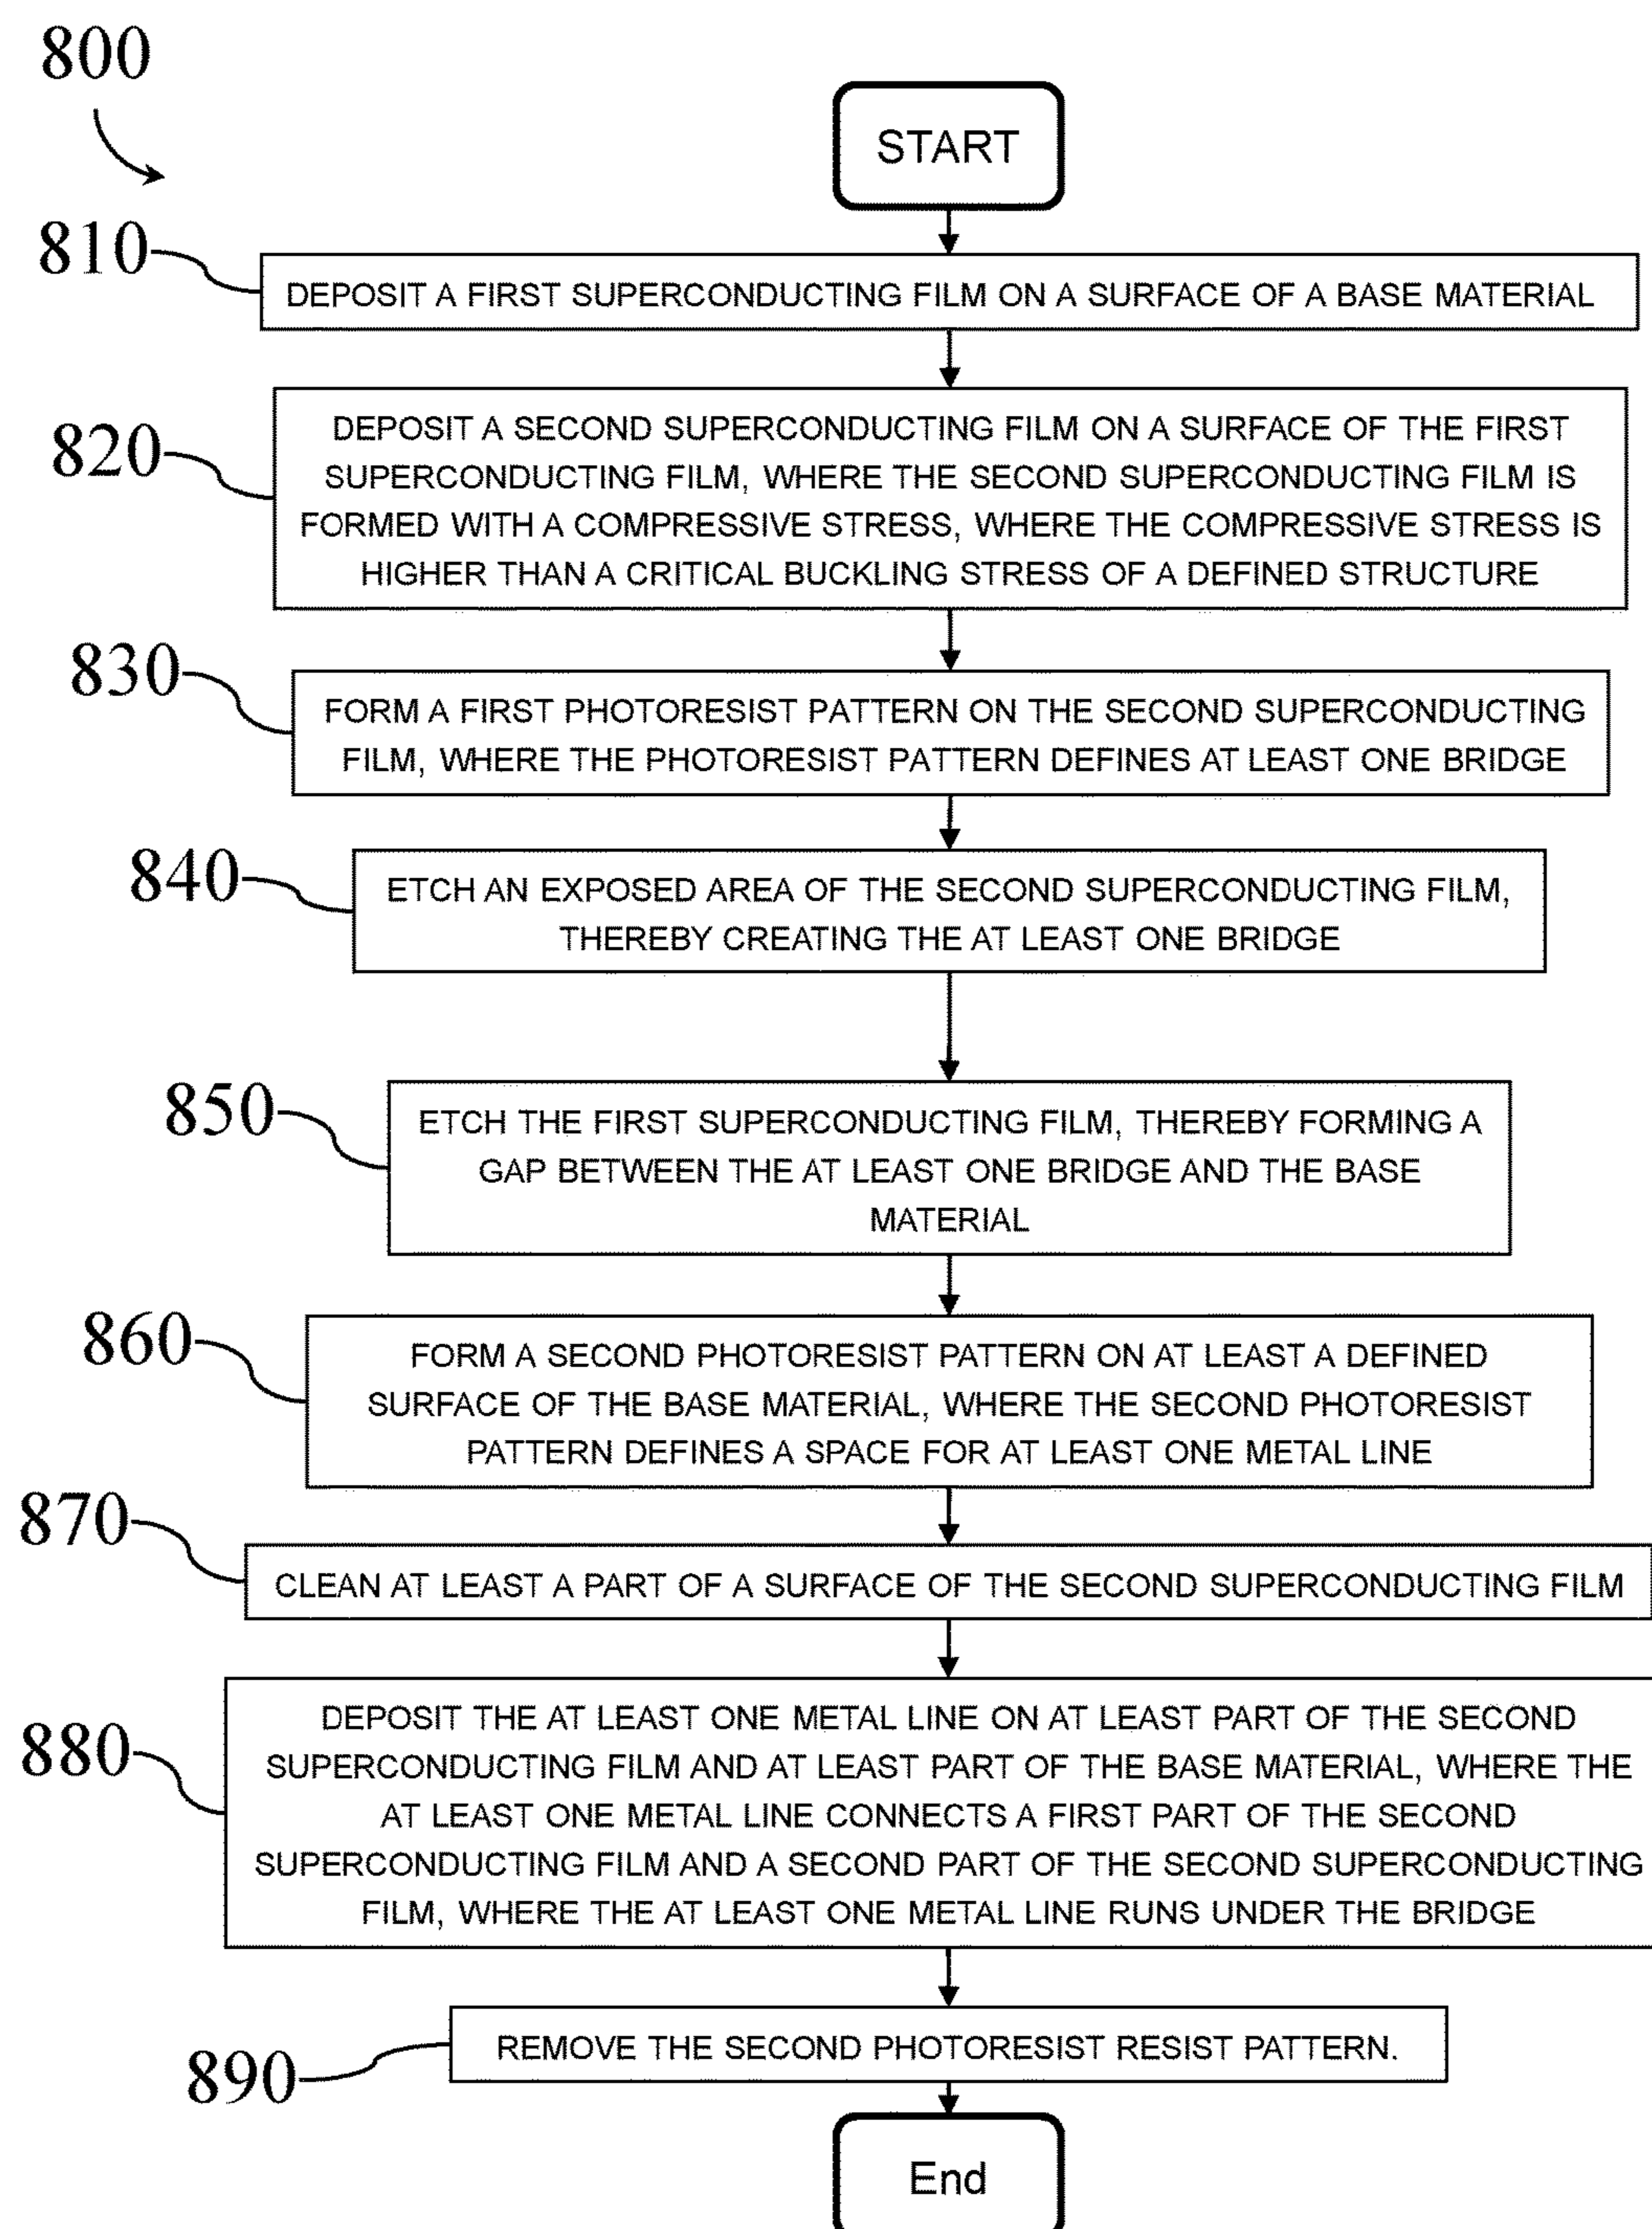 800
START
810
DEPOSIT A FIRST SUPERCONDUCTING FILM ON A SURFACE OF A BASE MATERIAL
820
DEPOSIT A SECOND SUPERCONDUCTING FILM ON A SURFACE OF THE FIRST
SUPERCONDUCTING FILM, WHERE THE SECOND SUPERCONDUCTING FILM IS
FORMED WITH A COMPRESSIVE STRESS, WHERE THE COMPRESSIVE STRESS IS
HIGHER THAN A CRITICAL BUCKLING STRESS OF A DEFINED STRUCTURE
830
FORM A FIRST PHOTORESIST PATTERN ON THE SECOND SUPERCONDUCTING
FILM, WHERE THE PHOTORESIST PATTERN DEFINES AT LEAST ONE BRIDGE
840
ETCH AN EXPOSED AREA OF THE SECOND SUPERCONDUCTING FILM,
THEREBY CREATING THE AT LEAST ONE BRIDGE
850
ETCH THE FIRST SUPERCONDUCTING FILM, THEREBY FORMING A
GAP BETWEEN THE AT LEAST ONE BRIDGE AND THE BASE
MATERIAL
860
FORM A SECOND PHOTORESIST PATTERN ON AT LEAST A DEFINED
SURFACE OF THE BASE MATERIAL, WHERE THE SECOND PHOTORESIST
PATTERN DEFINES A SPACE FOR AT LEAST ONE METAL LINE
870
CLEAN AT LEAST A PART OF A SURFACE OF THE SECOND SUPERCONDUCTING FILM
880
DEPOSIT THE AT LEAST ONE METAL LINE ON AT LEAST PART OF THE SECOND
SUPERCONDUCTING FILM AND AT LEAST PART OF THE BASE MATERIAL, WHERE THE
AT LEAST ONE METAL LINE CONNECTS A FIRST PART OF THE SECOND
SUPERCONDUCTING FILM AND A SECOND PART OF THE SECOND SUPERCONDUCTING
FILM, WHERE THE AT LEAST ONE METAL LINE RUNS UNDER THE BRIDGE
890
REMOVE THE SECOND PHOTORESIST RESIST PATTERN.
End